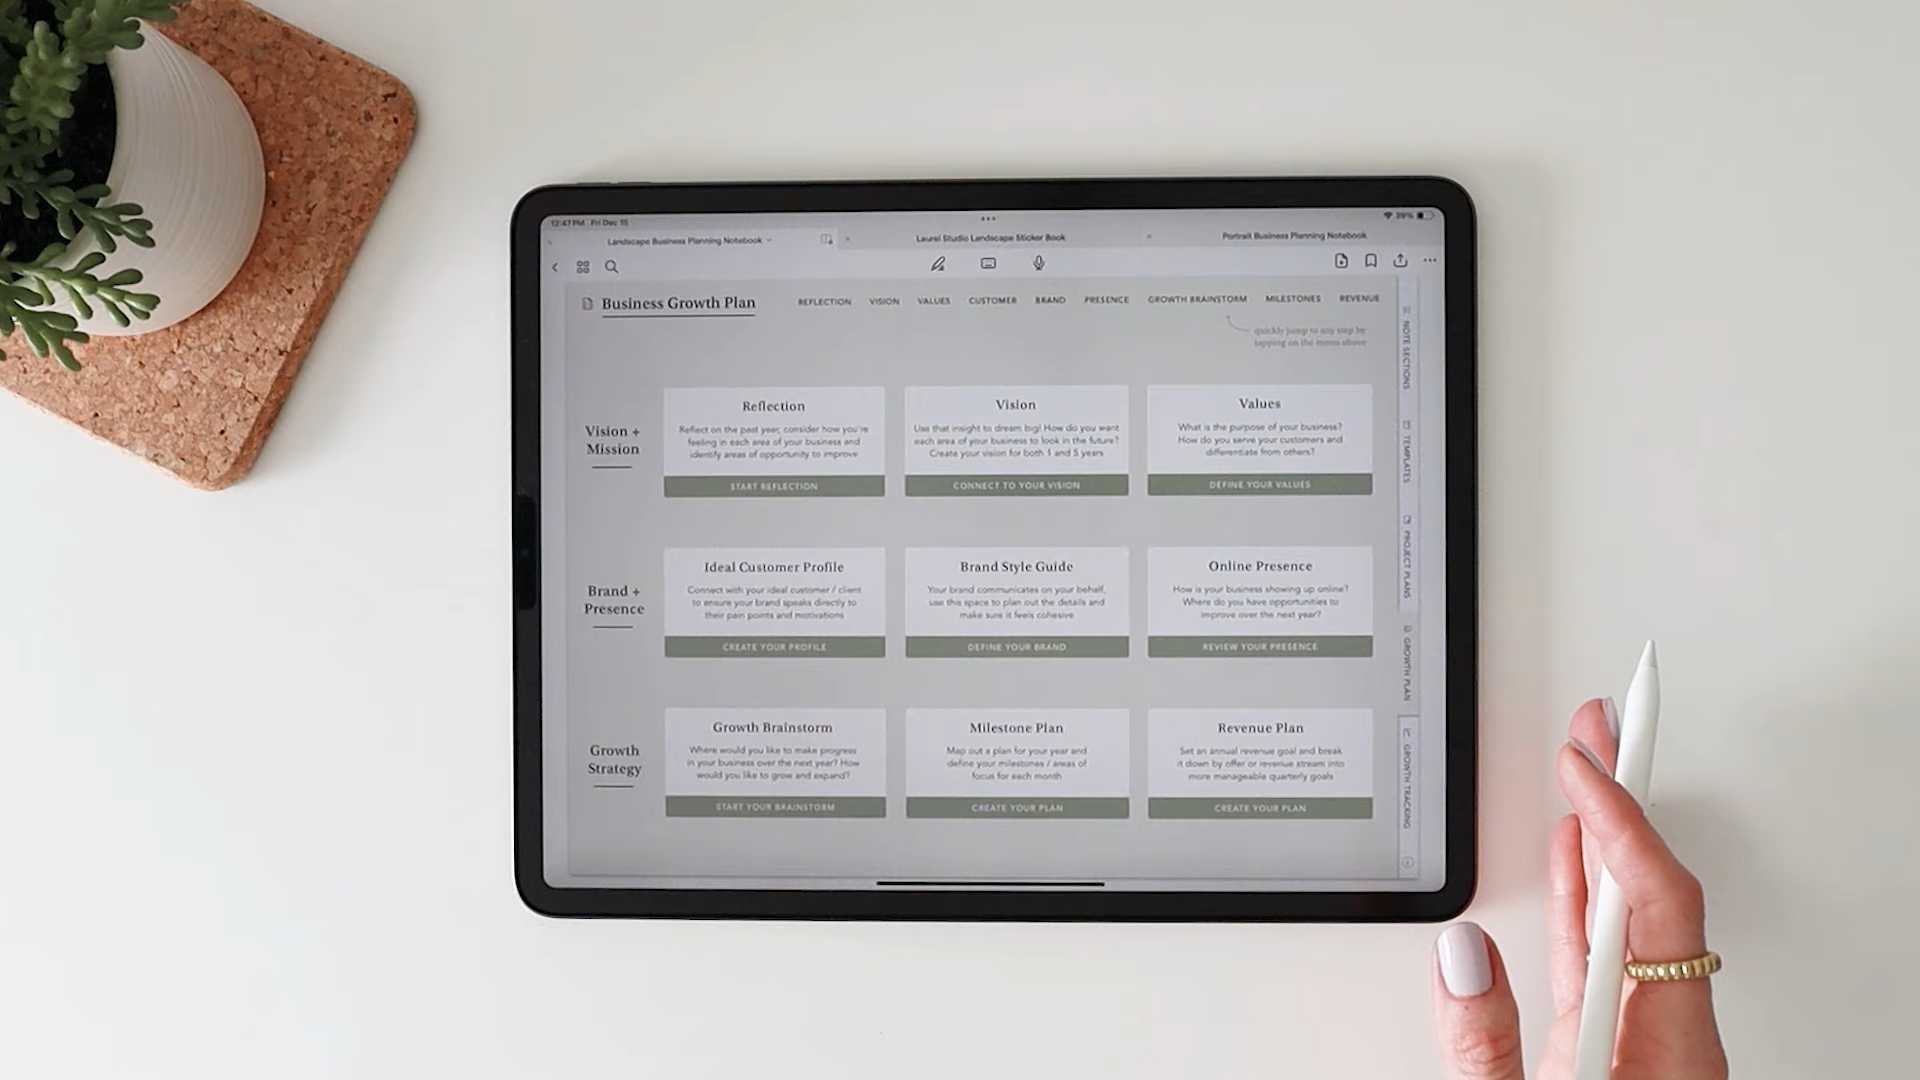 12:47 PM Fri Dec 15
39%
Landscape Business Planning Notebook
Laurel Studio Landscape Sticker Book
Portrait Business Planning Notebook
Business Growth Plan
REFLECTION VISION VALUES CUSTOMER BRAND PRESENCE GROWTH BRAINSTORM MILESTONES REVENUE
quickly jump to any step by
tapping on the menu above
Vision +
Mission
Reflection
Reflect on the past year, consider how you're
feeling in each area of your business and
identify areas of opportunity to improve
START REFLECTION
Vision
Use that insight to dream big! How do you want
each area of your business to look in the future?
Create your vision for both 1 and 5 years
CONNECT TO YOUR VISION
Values
What is the purpose of your business?
How do you serve your customers and
differentiate from others?
DEFINE YOUR VALUES
Brand +
Presence
Ideal Customer Profile
Connect with your ideal customer / client
to ensure your brand speaks directly to
their pain points and motivations
CREATE YOUR PROFILE
Brand Style Guide
Your brand communicates on your behalf,
use this space to plan out the details and
make sure it feels cohesive
DEFINE YOUR BRAND
Online Presence
How is your business showing up online?
Where do you have opportunities to
improve over the next year?
REVIEW YOUR PRESENCE
Growth
Strategy
Growth Brainstorm
Where would you like to make progress
in your business over the next year? How
would you like to grow and expand?
START YOUR BRAINSTORM
Milestone Plan
Map out a plan for your year and
define your milestones / areas of
focus for each month
CREATE YOUR PLAN
Revenue Plan
Set an annual revenue goal and break
it down by offer or revenue stream into
more manageable quarterly goals
CREATE YOUR PLAN
NOTE SECTIONS
TEMPLATES
PROJECT PLANS
GROWTH PLAN
GROWTH TRACKING